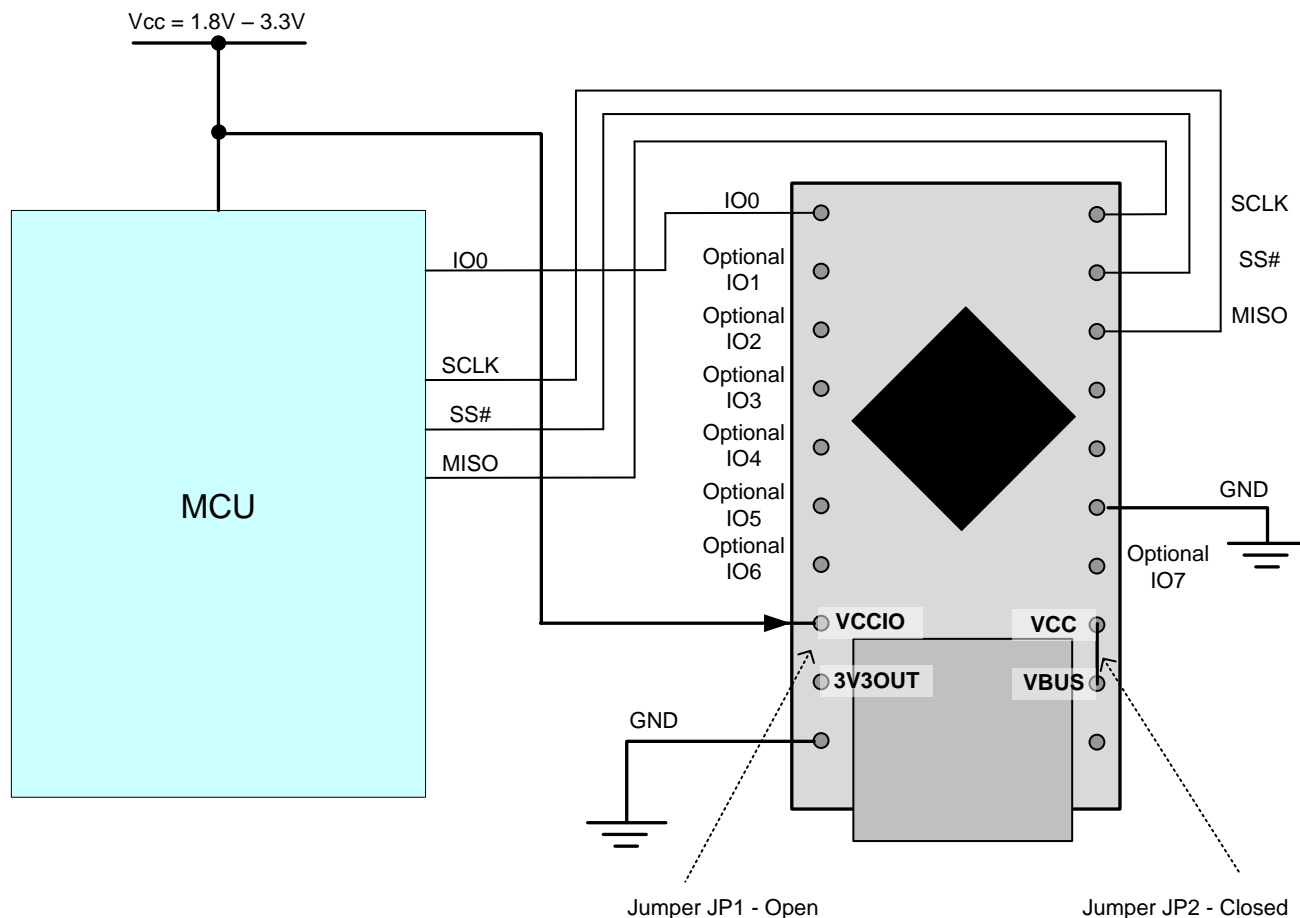 Vcc = 1.8V – 3.3V
IO0
SCLK
SS#
MISO
MCU
IO0
Optional
IO1
Optional
IO2
Optional
IO3
Optional
IO4
Optional
IO5
Optional
IO6
VCCIO
3V3OUT
GND
SCLK
SS#
MISO
GND
Optional
IO7
VCC
VBUS
Jumper JP1 - Open
Jumper JP2 - Closed